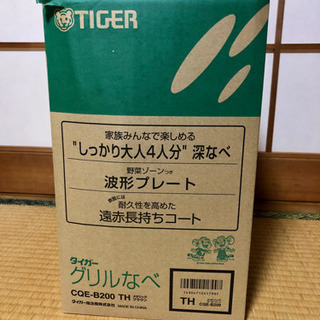 TIGER
家族みんなで楽しめる
"しっかり大人4人分"深なべ
野菜ゾーンつき
波形プレート
耐久性を高めた
遠赤長持ちコート
タイガー
グリルなべ
CQE-B200 TH
タイガー魔法瓶株式会社 MADE IN CHINA
TH
CQE-B200